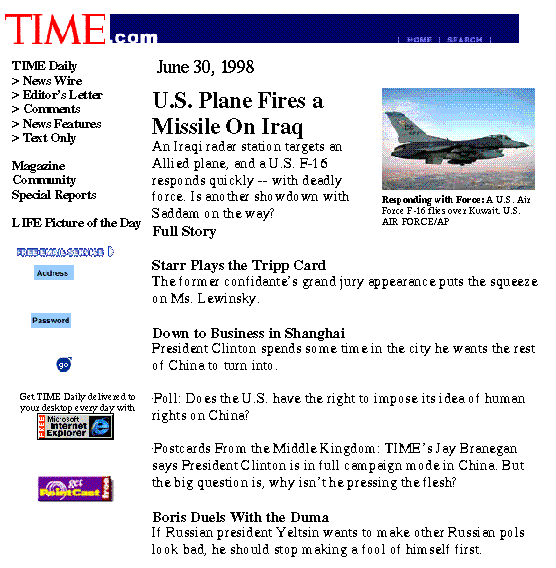 TIME.com
| HOME | SEARCH |
TIME Daily
> News Wire
> Editor's Letter
> Comments
> News Features
> Text Only
Magazine
Community
Special Reports
LIFE Picture of the Day
FREE EMAIL SERVICE
Address
Password
go
Get TIME Daily delivered to
your desktop every day with
Microsoft
Internet
Explorer
get
PointCast
free
June 30, 1998
U.S. Plane Fires a
Missile On Iraq
An Iraqi radar station targets an
Allied plane, and a U.S. F-16
responds quickly -- with deadly
force. Is another showdown with
Saddam on the way?
Full Story
Responding with Force: A U.S. Air
Force F-16 flies over Kuwait. U.S.
AIR FORCE/AP
Starr Plays the Tripp Card
The former confidante's grand jury appearance puts the squeeze
on Ms. Lewinsky.
Down to Business in Shanghai
President Clinton spends some time in the city he wants the rest
of China to turn into.
·Poll: Does the U.S. have the right to impose its idea of human
rights on China?
·Postcards From the Middle Kingdom: TIME's Jay Branegan
says President Clinton is in full campaign mode in China. But
the big question is, why isn't he pressing the flesh?
Boris Duels With the Duma
If Russian president Yeltsin wants to make other Russian pols
look bad, he should stop making a fool of himself first.